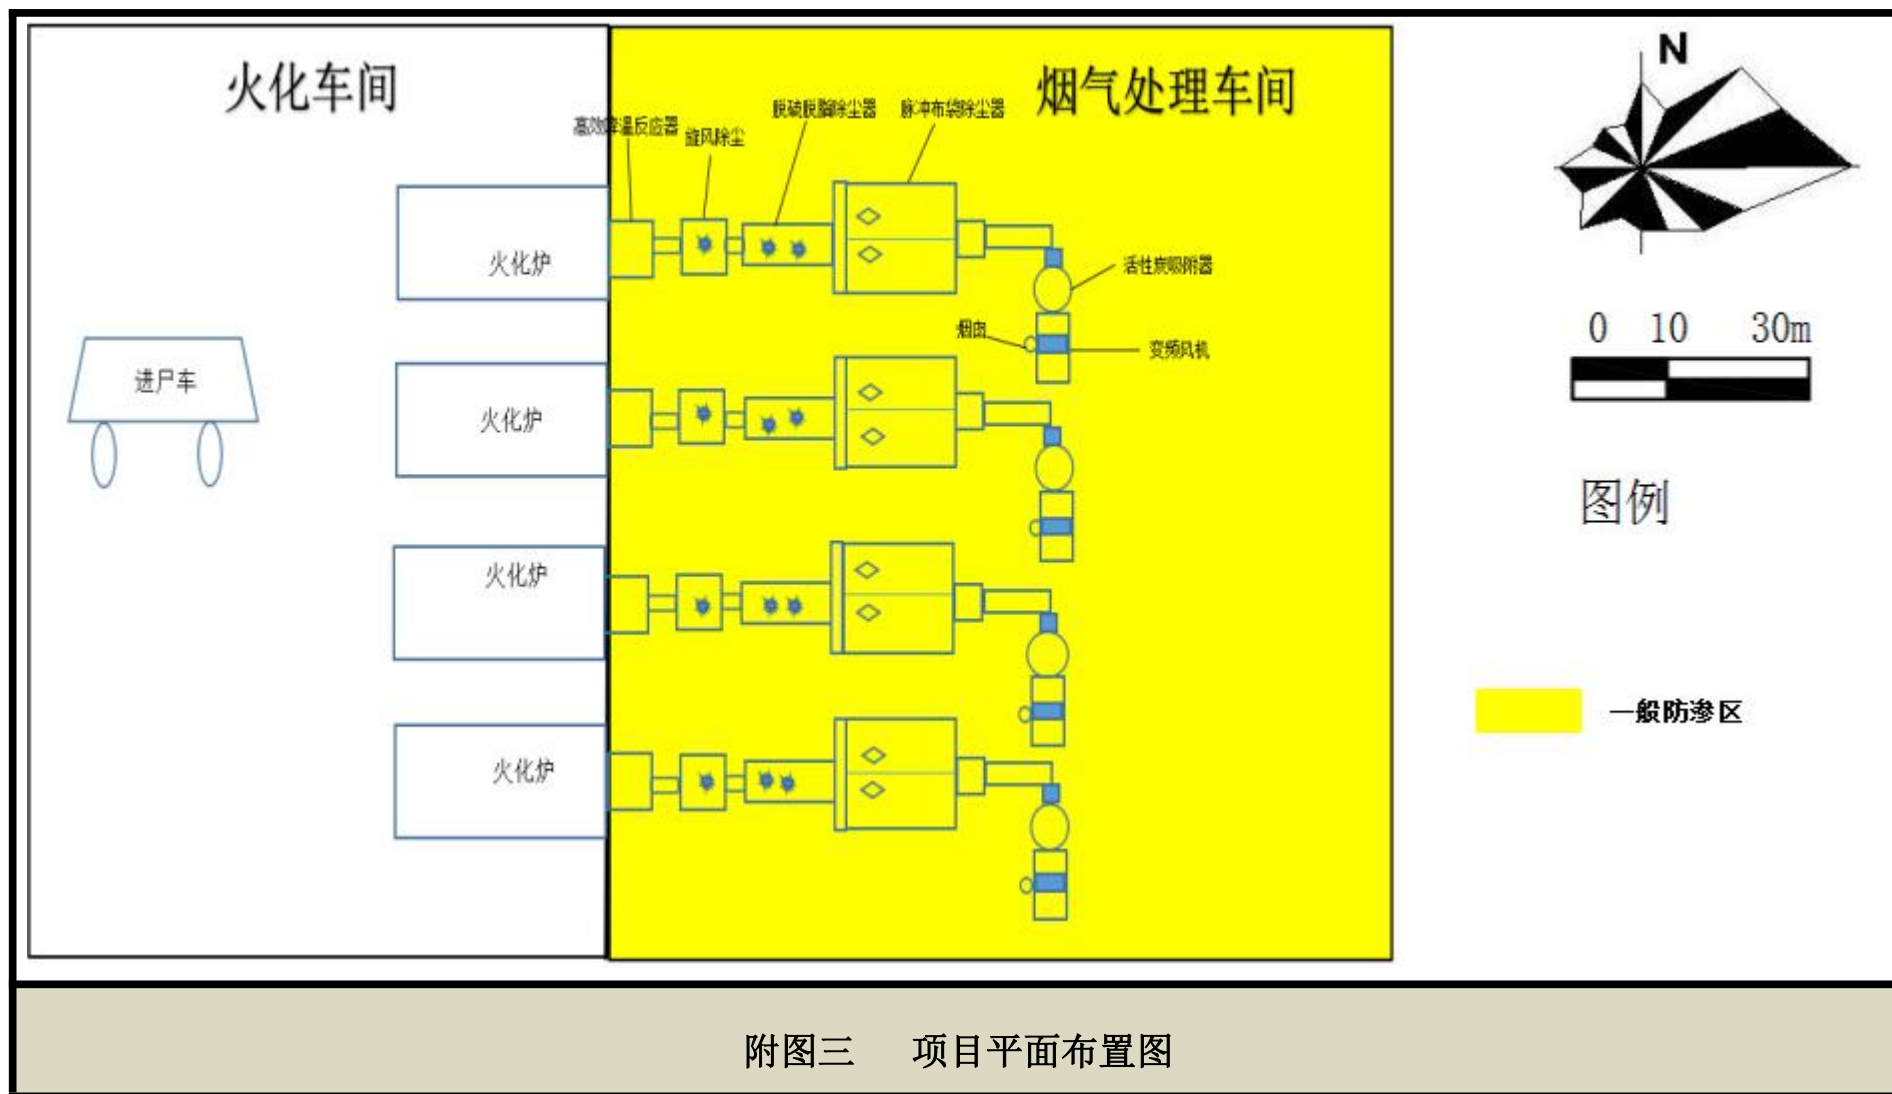 火化车间
烟气处理车间
N
高效降温反应器
旋风除尘
脱硫脱脂除尘器
脉冲布袋除尘器
火化炉
活性炭吸附器
烟囱
变频风机
0 10 30m
进尸车
火化炉
图例
火化炉
一般防渗区
火化炉
附图三 项目平面布置图